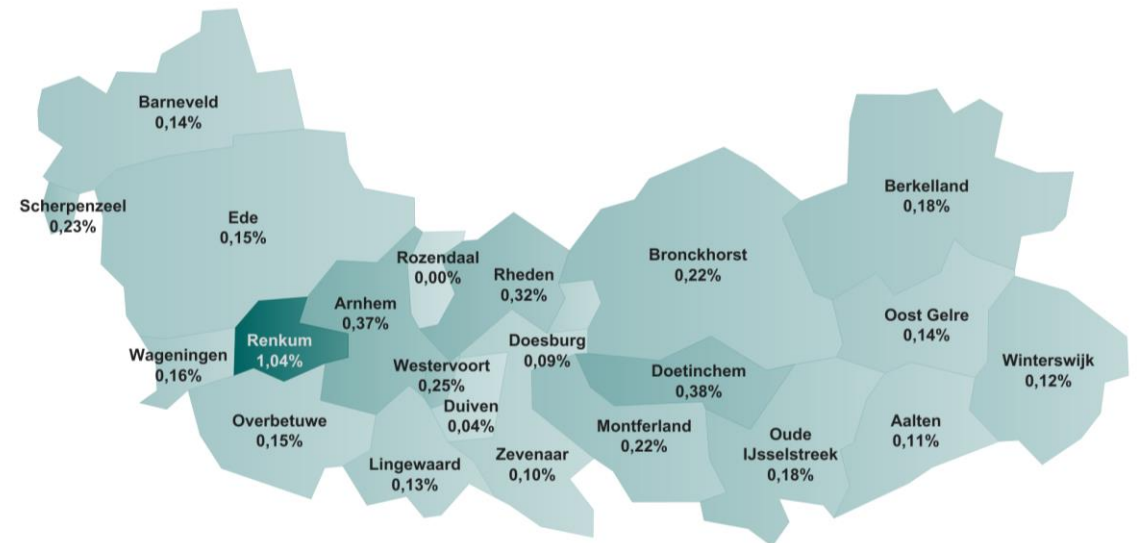 Barneveld
0,14%
Scherpenzeel
0,23%
Ede
0,15%
Berkelland
0,18%
Rozendaal
0,00%
Rheden
0,32%
Bronckhorst
0,22%
Arnhem
0,37%
Renkum
1,04%
Oost Gelre
0,14%
Wageningen
0,16%
Doesburg
0,09%
Westervoort
0,25%
Doetinchem
0,38%
Winterswijk
0,12%
Duiven
0,04%
Overbetuwe
0,15%
Montferland
0,22%
Oude
IJsselstreek
0,18%
Aalten
0,11%
Lingewaard
0,13%
Zevenaar
0,10%